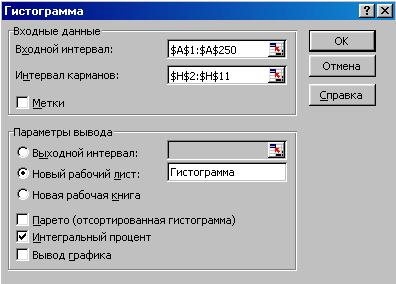 Гистограмма
Входные данные
Входной интервал: $A$1:$A$250
Интервал карманов: $H$2:$H$11
Метки
OK
Отмена
Справка
Параметры вывода
Выходной интервал:
Новый рабочий лист: Гистограмма
Новая рабочая книга
Парето (отсортированная гистограмма)
Интегральный процент
Вывод графика